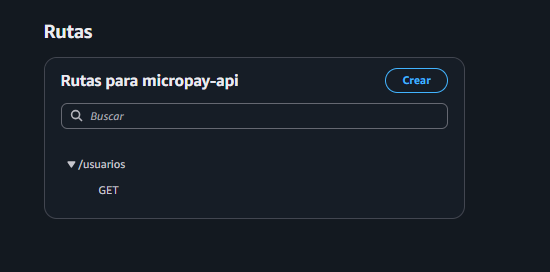 Rutas
Rutas para micropay-api
Crear
Buscar
/usuarios
GET